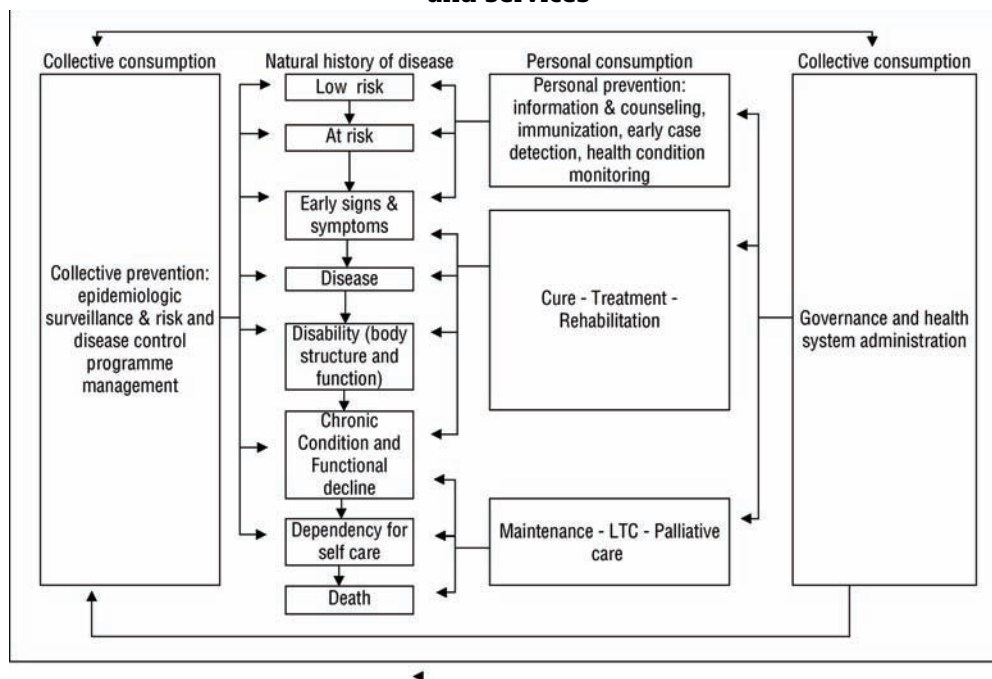 and services
Collective consumption
Natural history of disease
Personal consumption
Collective consumption
Collective prevention:
epidemiologic
surveillance & risk and
disease control
programme
management
Low risk
At risk
Early signs &
symptoms
Disease
Disability (body
structure and
function)
Chronic
Condition and
Functional
decline
Dependency for
self care
Death
Personal prevention:
information & counseling,
immunization, early case
detection, health condition
monitoring
Cure - Treatment -
Rehabilitation
Maintenance - LTC - Palliative
care
Governance and health
system administration